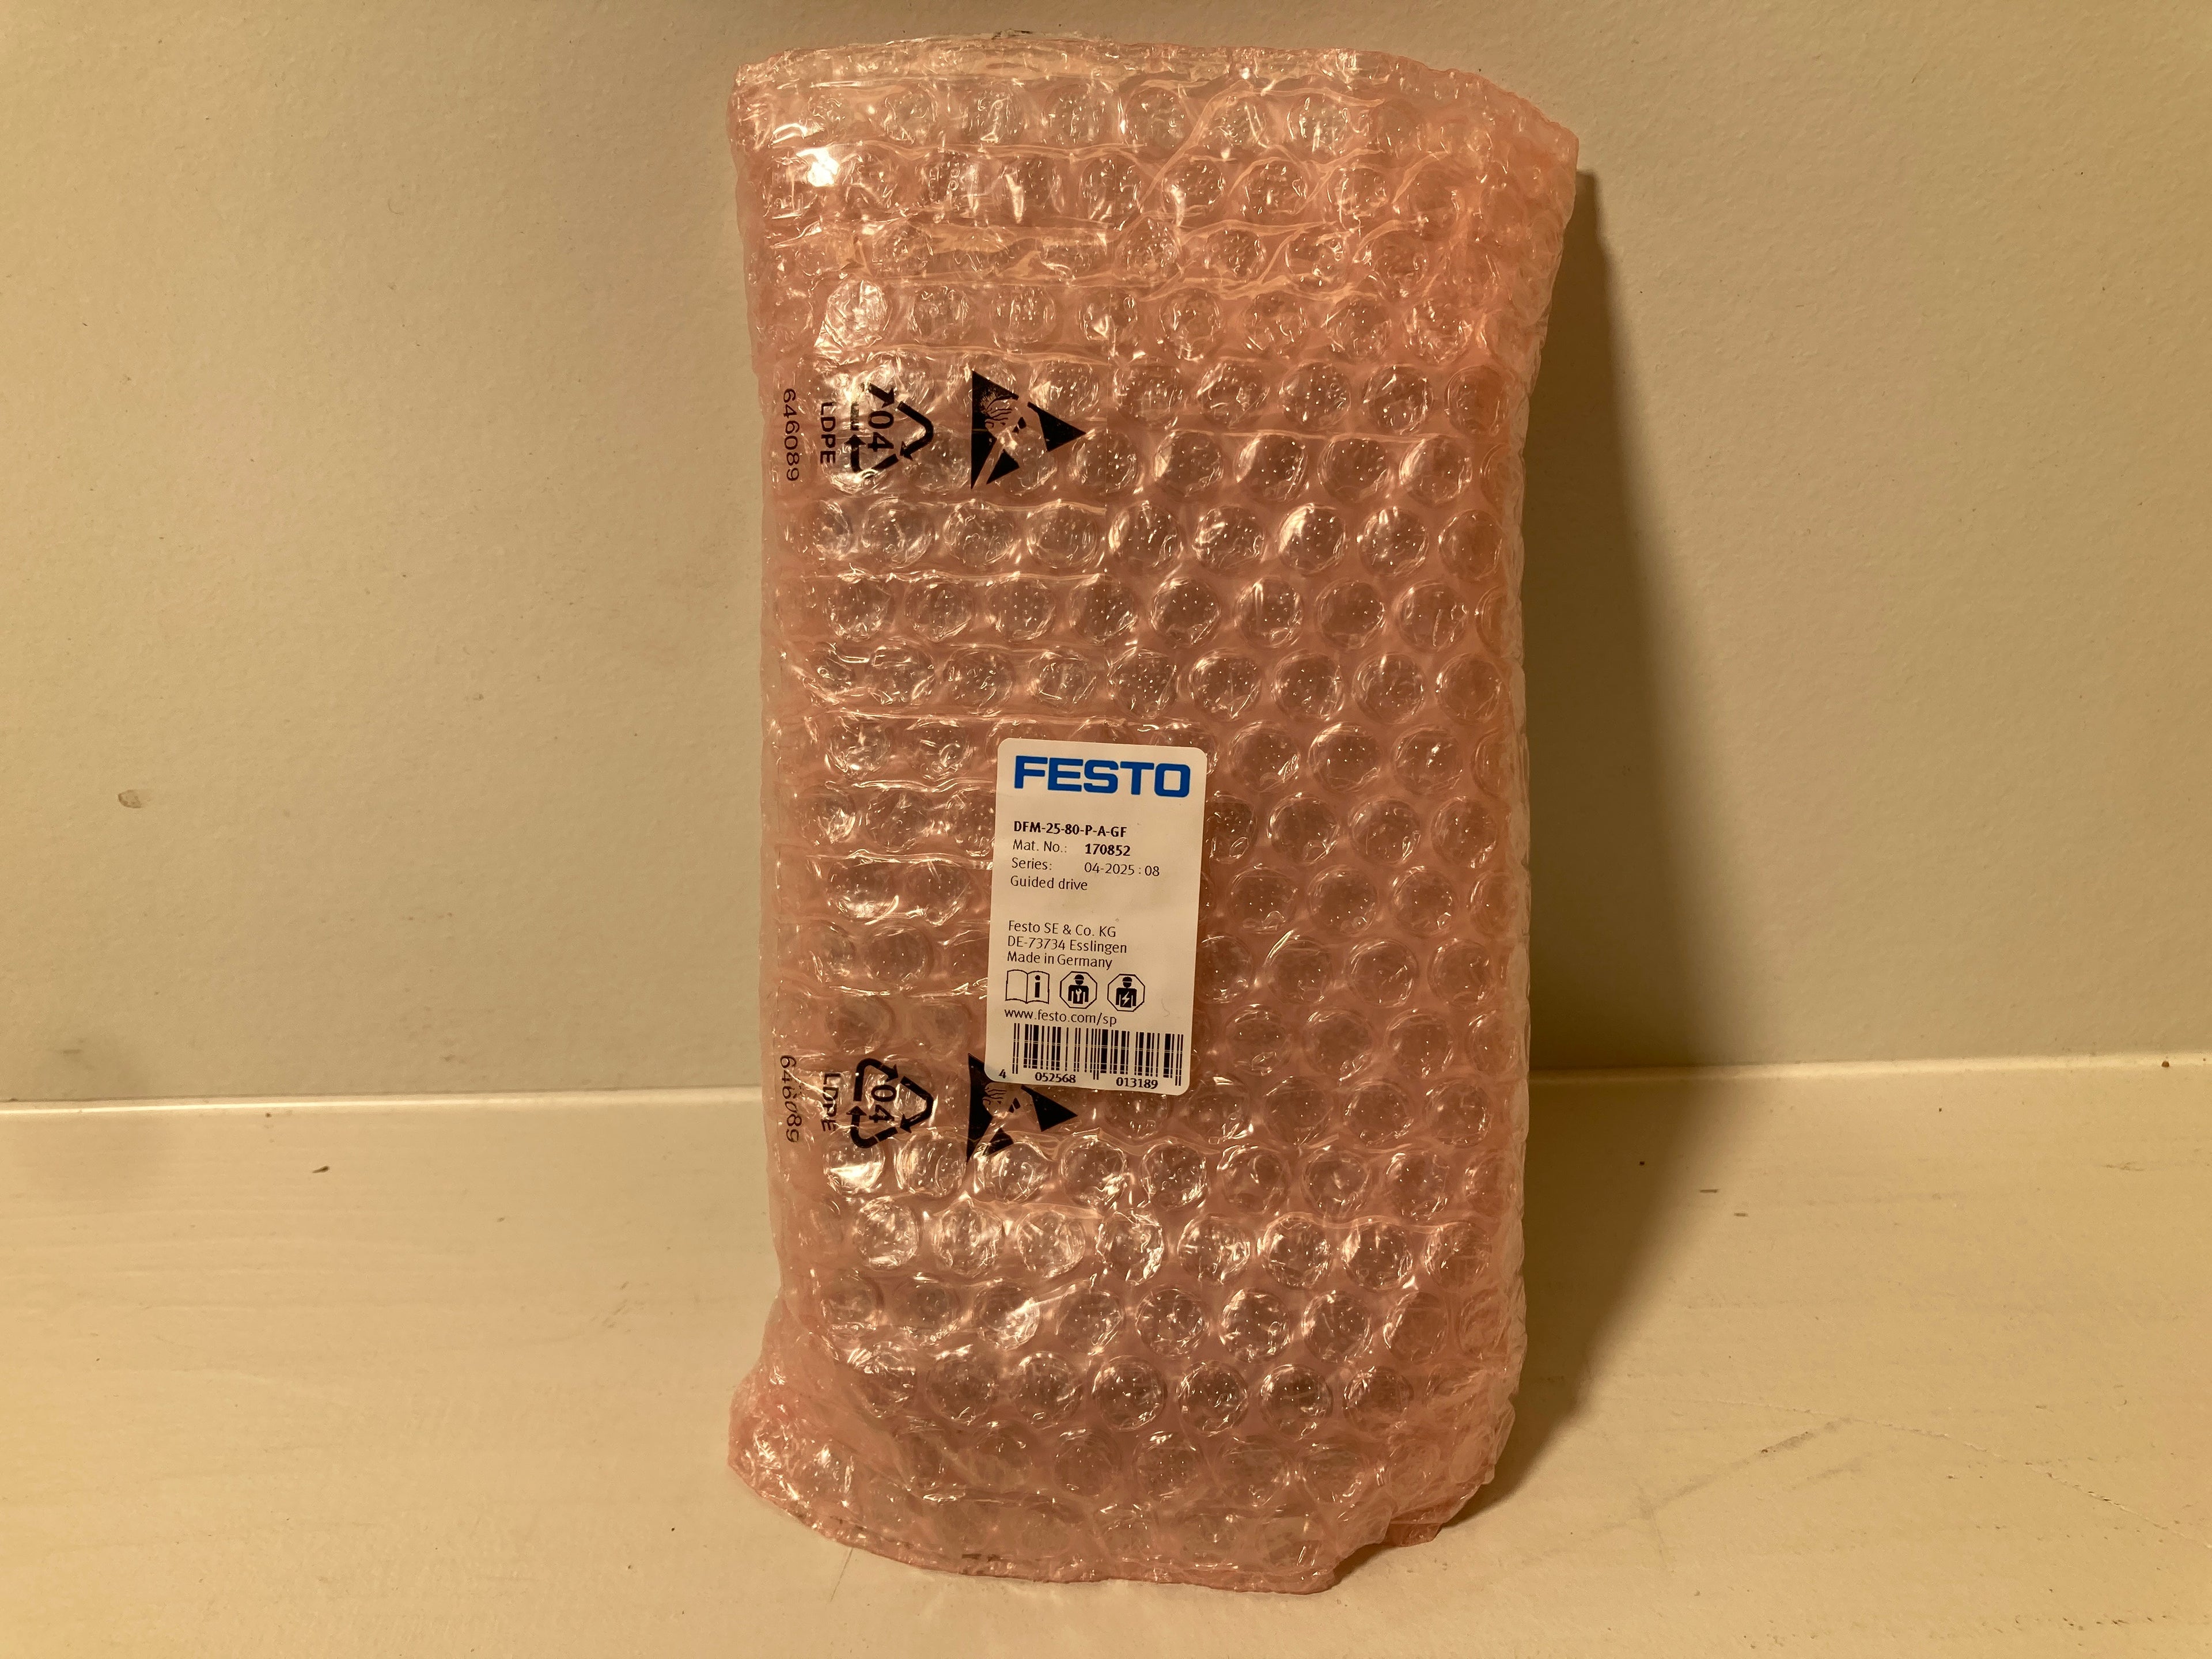 646089
LDPE
04
FESTO
DFM-25-80-P-A-GF
Mat. No.: 170852
Series: 04-2025 : 08
Guided drive
Festo SE & Co. KG
DE-73734 Esslingen
Made in Germany
www.festo.com/sp
4 052568 013189
646089
LDPE
04